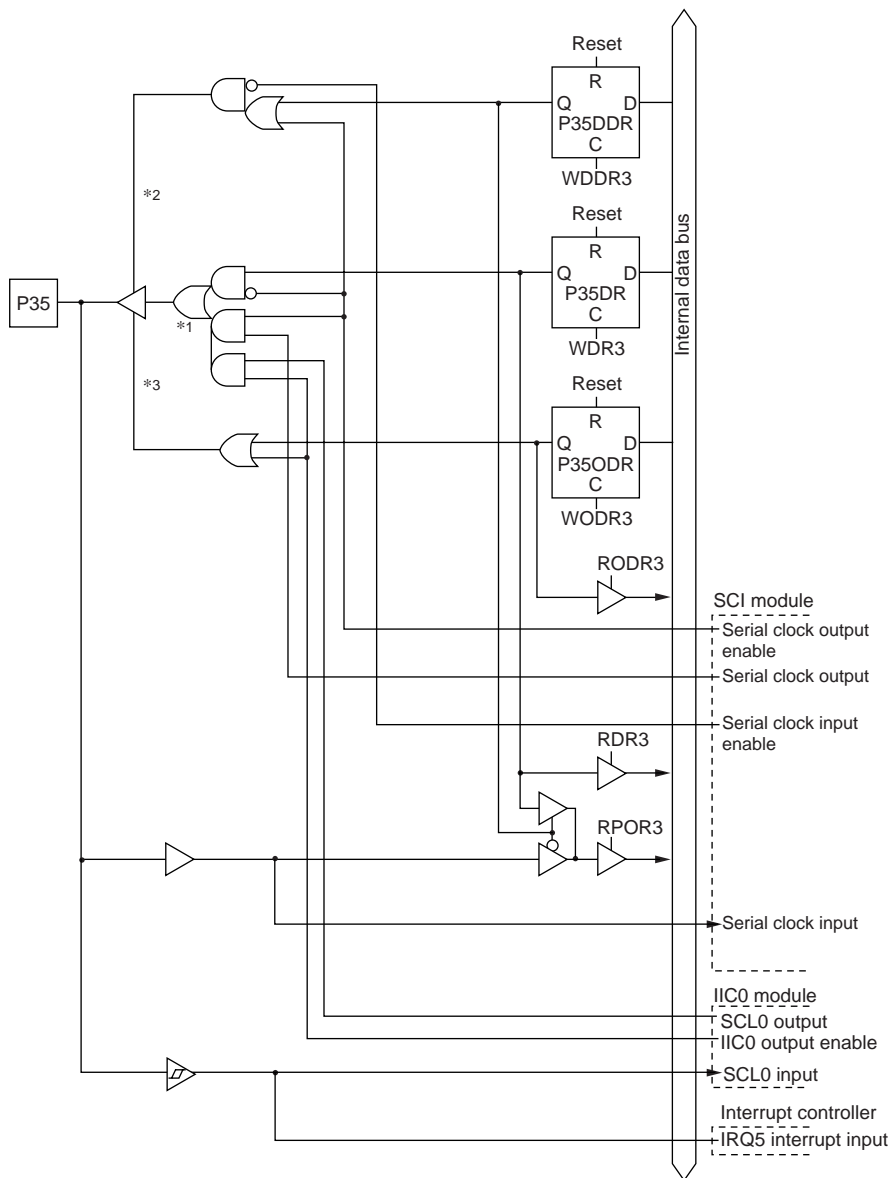 Reset
R
Q D
P35DDR
C
WDDR3
*2
Reset
R
Q D
P35DR
C
WDR3
Internal data bus
P35
*1
*3
Reset
R
Q D
P35ODR
C
WODR3
RODR3
SCI module
Serial clock output
enable
Serial clock output
Serial clock input
enable
RDR3
RPOR3
Serial clock input
IIC0 module
SCL0 output
IIC0 output enable
SCL0 input
Interrupt controller
IRQ5 interrupt input